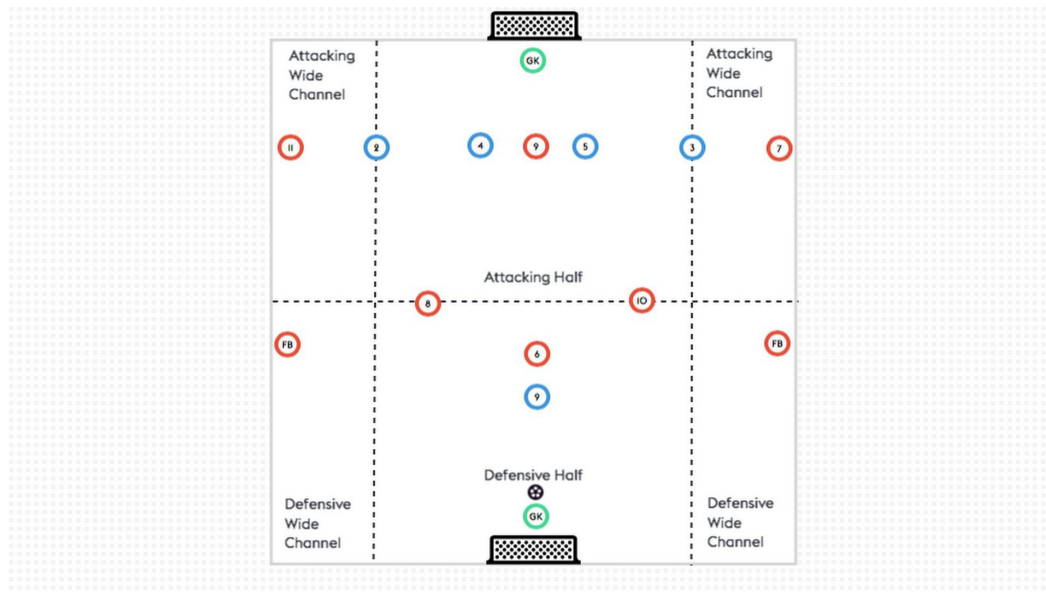 Attacking
Wide
Channel
GK
Attacking
Wide
Channel
11
2
4
9
5
3
7
Attacking Half
8
10
FB
6
FB
9
Defensive Half
GK
Defensive
Wide
Channel
Defensive
Wide
Channel